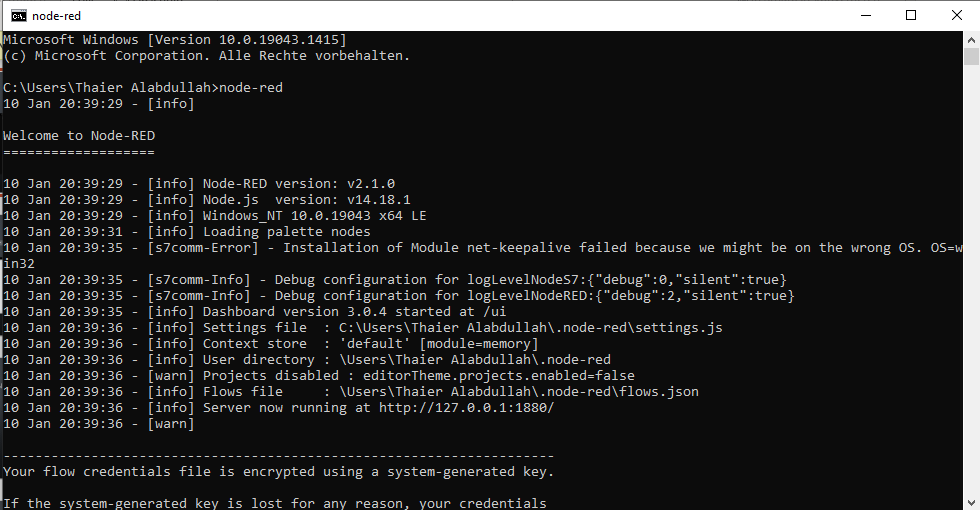 node-red
Microsoft Windows [Version 10.0.19043.1415]
(c) Microsoft Corporation. Alle Rechte vorbehalten.
C:\Users\Thaier Alabdullah>node-red
10 Jan 20:39:29 - [info]
Welcome to Node-RED
===================
10 Jan 20:39:29 - [info] Node-RED version: v2.1.0
10 Jan 20:39:29 - [info] Node.js  version: v14.18.1
10 Jan 20:39:29 - [info] Windows_NT 10.0.19043 x64 LE
10 Jan 20:39:31 - [info] Loading palette nodes
10 Jan 20:39:35 - [s7comm-Error] - Installation of Module net-keepalive failed because we might be on the wrong OS. OS=w
in32
10 Jan 20:39:35 - [s7comm-Info] - Debug configuration for logLevelNodeS7:{"debug":0,"silent":true}
10 Jan 20:39:35 - [s7comm-Info] - Debug configuration for logLevelNodeRED:{"debug":2,"silent":true}
10 Jan 20:39:35 - [info] Dashboard version 3.0.4 started at /ui
10 Jan 20:39:36 - [info] Settings file  : C:\Users\Thaier Alabdullah\.node-red\settings.js
10 Jan 20:39:36 - [info] Context store  : 'default' [module=memory]
10 Jan 20:39:36 - [info] User directory : \Users\Thaier Alabdullah\.node-red
10 Jan 20:39:36 - [warn] Projects disabled : editorTheme.projects.enabled=false
10 Jan 20:39:36 - [info] Flows file     : \Users\Thaier Alabdullah\.node-red\flows.json
10 Jan 20:39:36 - [info] Server now running at http://127.0.0.1:1880/
10 Jan 20:39:36 - [warn]
---------------------------------------------------------------------
Your flow credentials file is encrypted using a system-generated key.
If the system-generated key is lost for any reason, your credentials